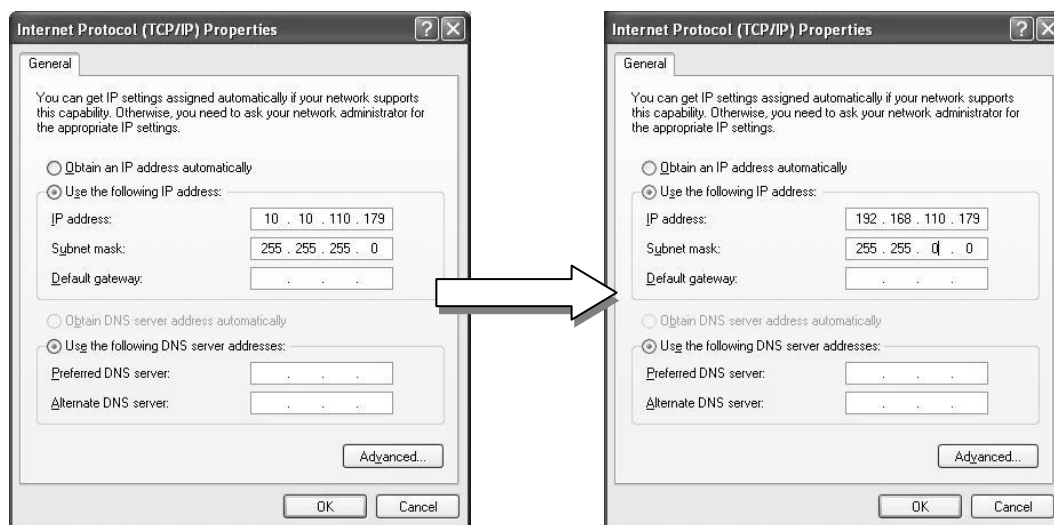 Internet Protocol (TCP/IP) Properties
General
You can get IP settings assigned automatically if your network supports
this capability. Otherwise, you need to ask your network administrator for
the appropriate IP settings.
Obtain an IP address automatically
Use the following IP address:
IP address: 10 . 10 . 110 . 179
Subnet mask: 255 . 255 . 255 . 0
Default gateway: . . .
Obtain DNS server address automatically
Use the following DNS server addresses:
Preferred DNS server: . . .
Alternate DNS server: . . .
Advanced...
OK Cancel
Internet Protocol (TCP/IP) Properties
General
You can get IP settings assigned automatically if your network supports
this capability. Otherwise, you need to ask your network administrator for
the appropriate IP settings.
Obtain an IP address automatically
Use the following IP address:
IP address: 192 . 168 . 110 . 179
Subnet mask: 255 . 255 . 0 . 0
Default gateway: . . .
Obtain DNS server address automatically
Use the following DNS server addresses:
Preferred DNS server: . . .
Alternate DNS server: . . .
Advanced...
OK Cancel